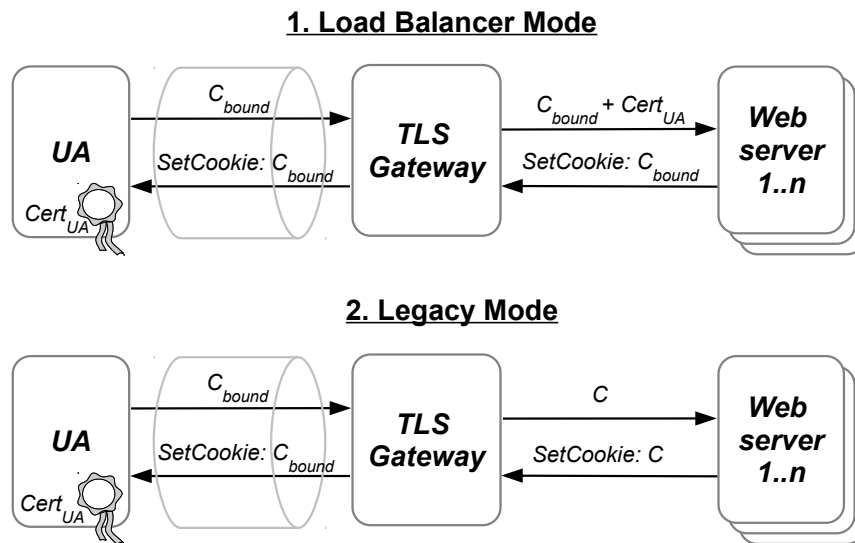 1. Load Balancer Mode
UA
Cert_UA
C_bound
SetCookie: C_bound
TLS
Gateway
C_bound + Cert_UA
SetCookie: C_bound
Web
server
1..n
2. Legacy Mode
UA
Cert_UA
C_bound
SetCookie: C_bound
TLS
Gateway
C
SetCookie: C
Web
server
1..n